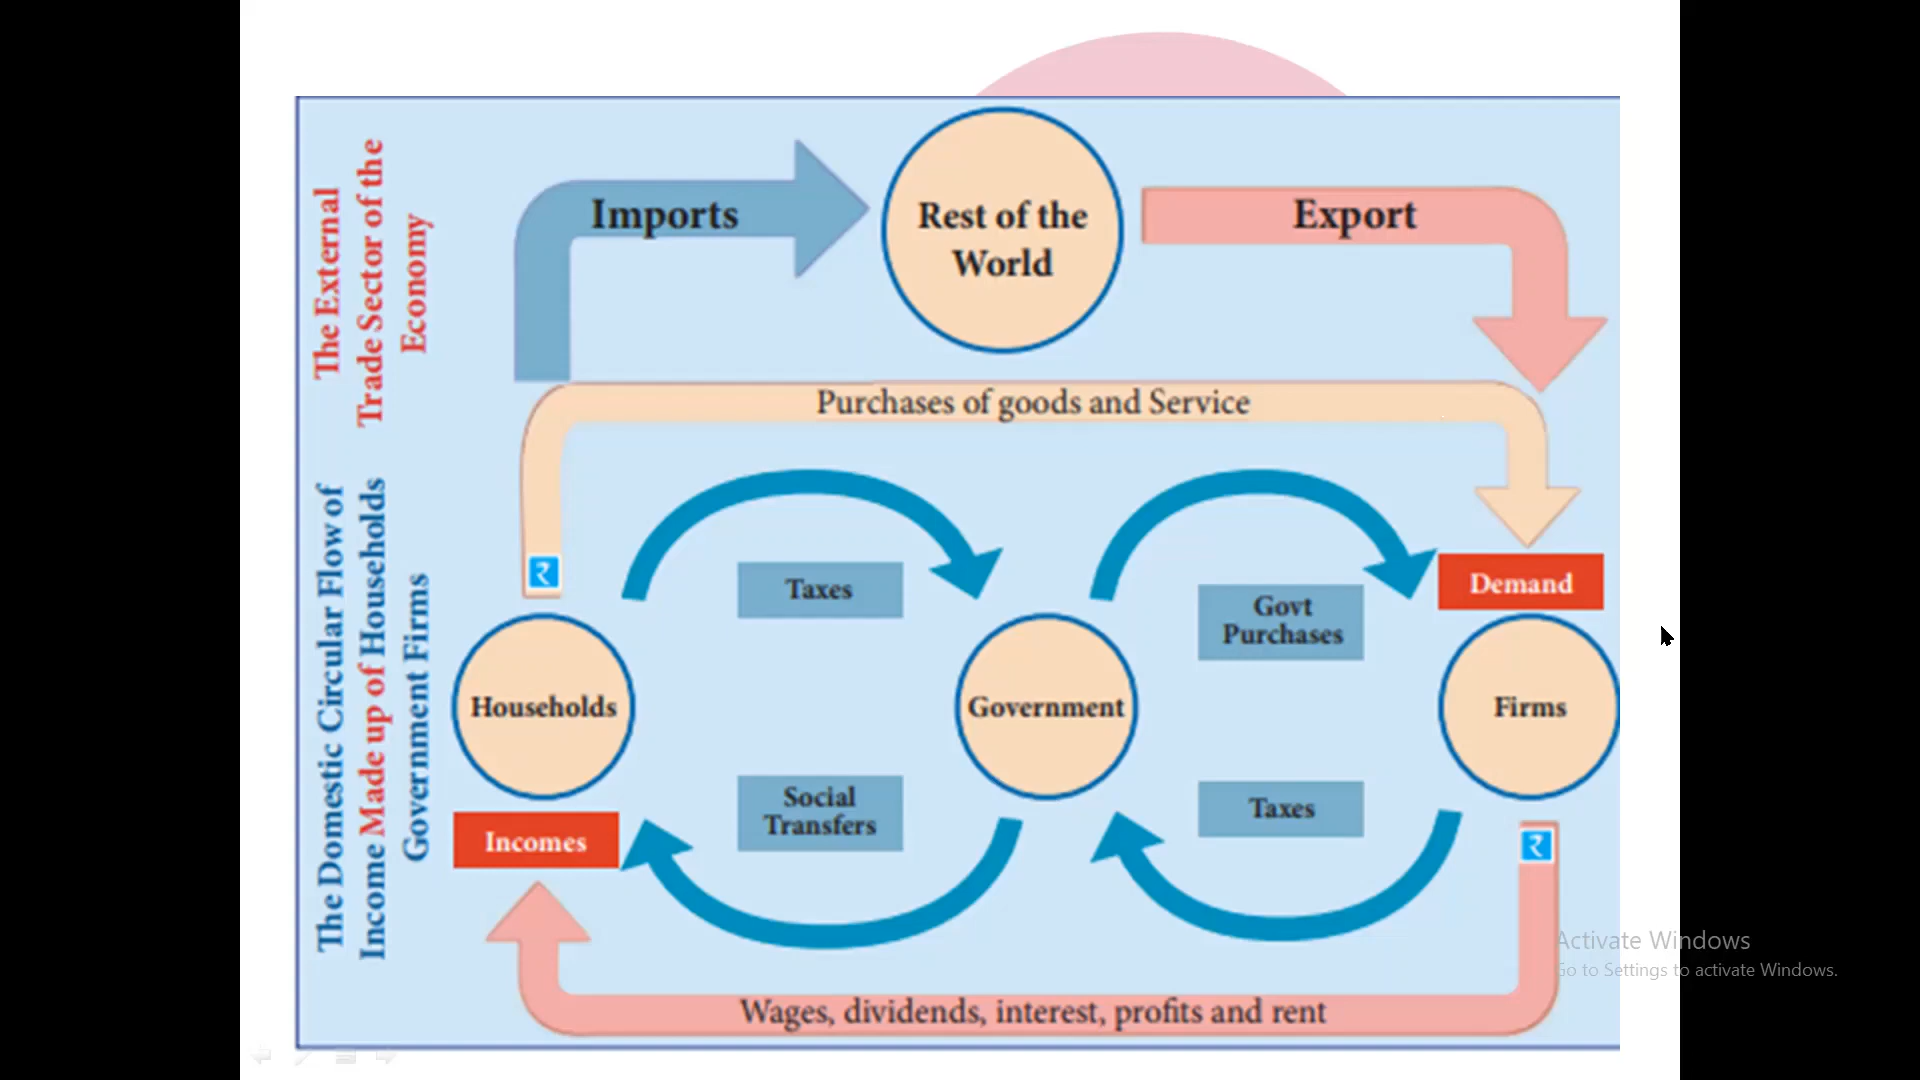 The External
Trade Sector of the
Economy
Imports
Rest of the
World
Export
Purchases of goods and Service
The Domestic Circular Flow of
Income Made up of Households
Government Firms
₹
Taxes
Govt
Purchases
Demand
Households
Government
Firms
Incomes
Social
Transfers
Taxes
₹
Wages, dividends, interest, profits and rent
Activate Windows
Go to Settings to activate Windows.